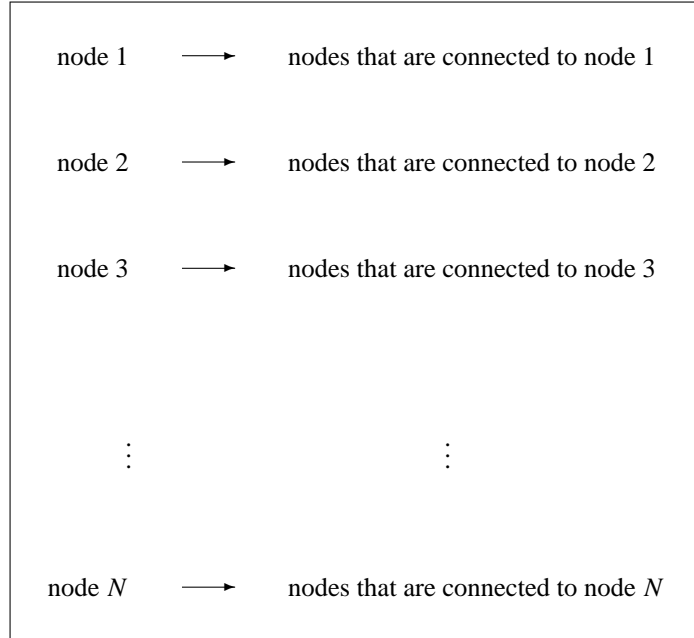 node 1 ⟶ nodes that are connected to node 1
node 2 ⟶ nodes that are connected to node 2
node 3 ⟶ nodes that are connected to node 3
⋮ ⋮
node N ⟶ nodes that are connected to node N